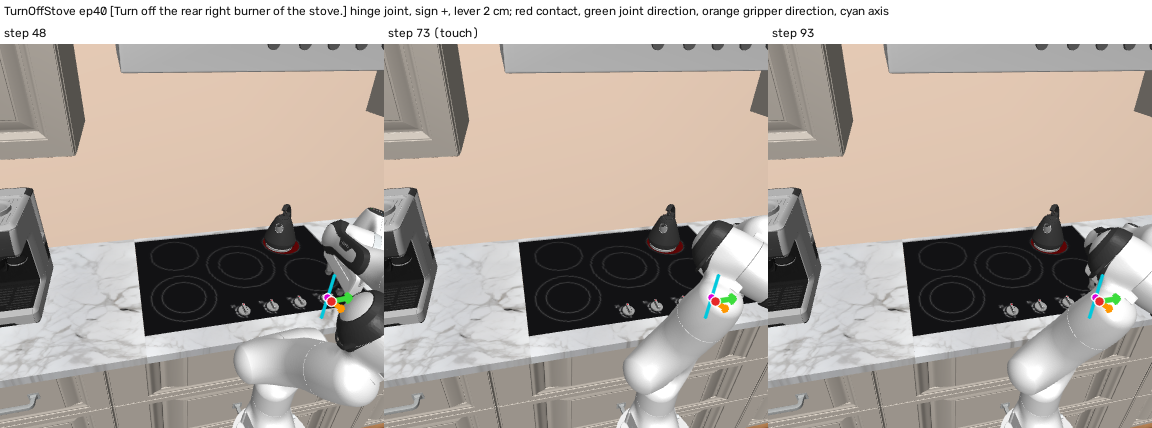 TurnOffStove ep40 [Turn off the rear right burner of the stove.] hinge joint, sign +, lever 2 cm; red contact, green joint direction, orange gripper direction, cyan axis
step 48
step 73 (touch)
step 93